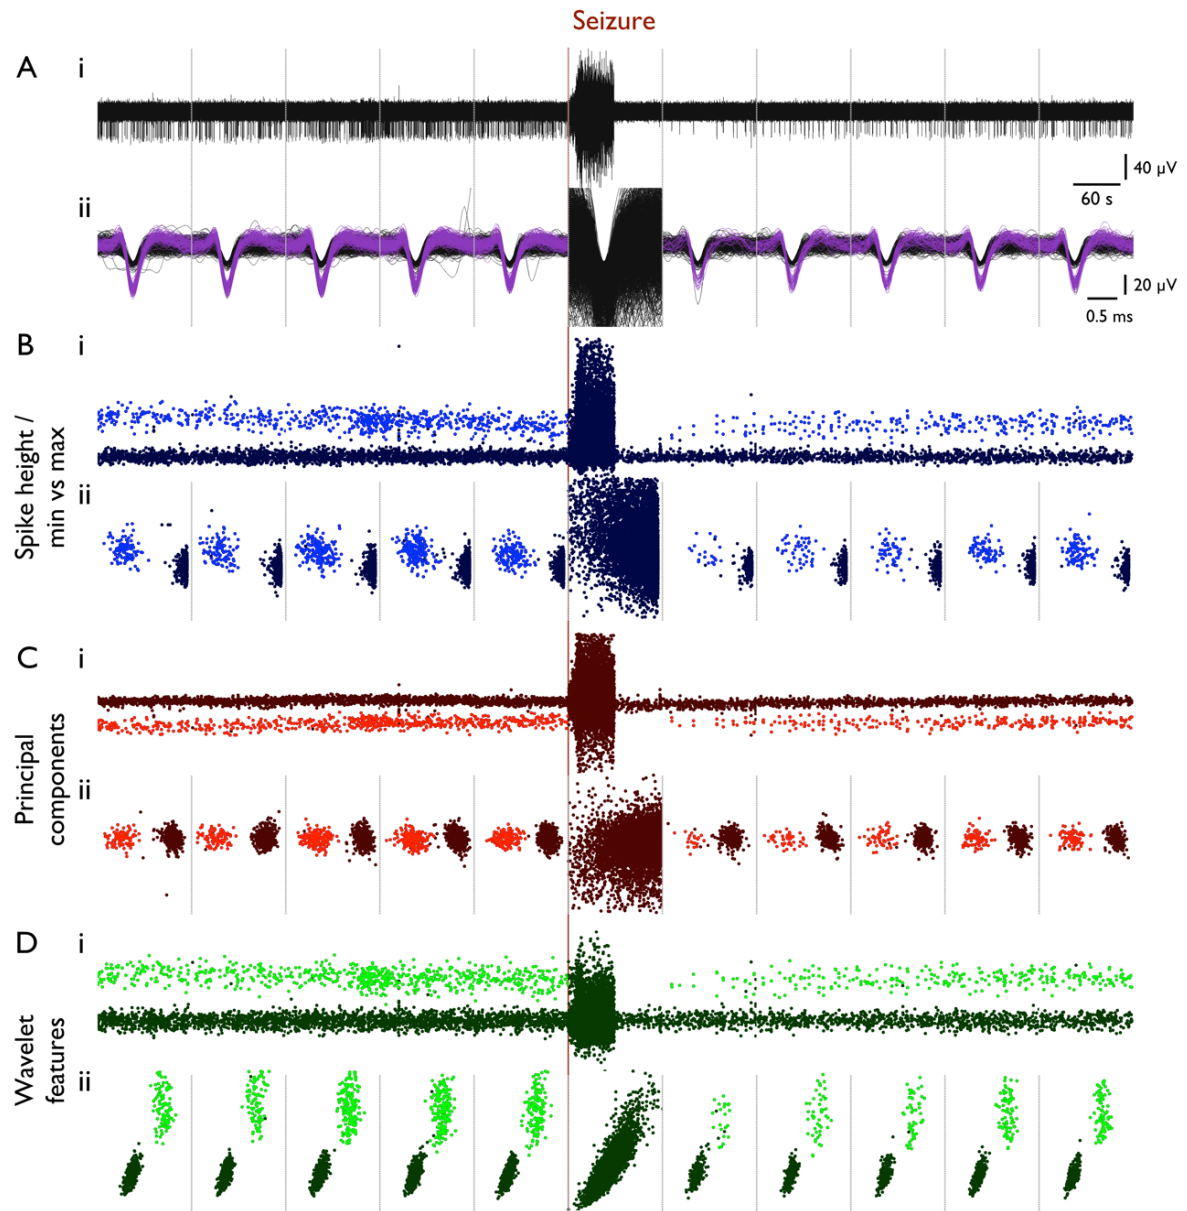 Seizure
A
i
40 µV
60 s
ii
20 µV
0.5 ms
B
i
Spike height /
min vs max
ii
C
i
Principal
components
ii
D
i
Wavelet
features
ii